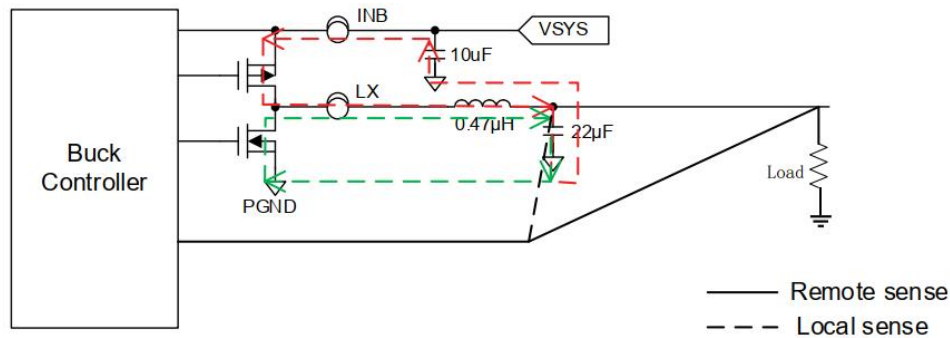 INB
VSYS
10uF
LX
0.47μH
22μF
Buck
Controller
Load
PGND
Remote sense
Local sense